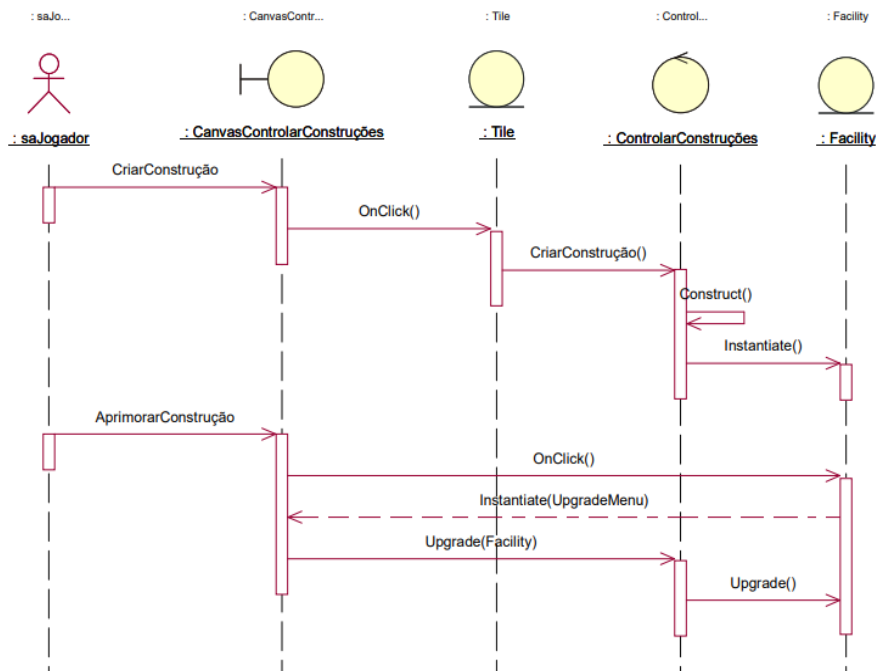 : saJo...
: CanvasContr...
: Tile
: Control...
: Facility
: saJogador
: CanvasControlarConstruções
: Tile
: ControlarConstruções
: Facility
CriarConstrução
OnClick()
CriarConstrução()
Construct()
Instantiate()
AprimorarConstrução
OnClick()
Instantiate(UpgradeMenu)
Upgrade(Facility)
Upgrade()